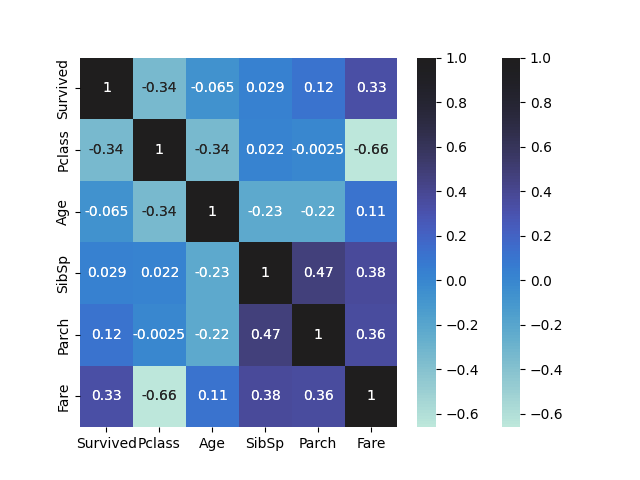 Survived 1 -0.34 -0.065 0.029 0.12 0.33
Pclass -0.34 1 -0.34 0.022 -0.0025 -0.66
Age -0.065 -0.34 1 -0.23 -0.22 0.11
SibSp 0.029 0.022 -0.23 1 0.47 0.38
Parch 0.12 -0.0025 -0.22 0.47 1 0.36
Fare 0.33 -0.66 0.11 0.38 0.36 1
Survived Pclass Age SibSp Parch Fare
1.0
0.8
0.6
0.4
0.2
0.0
−0.2
−0.4
−0.6
1.0
0.8
0.6
0.4
0.2
0.0
−0.2
−0.4
−0.6